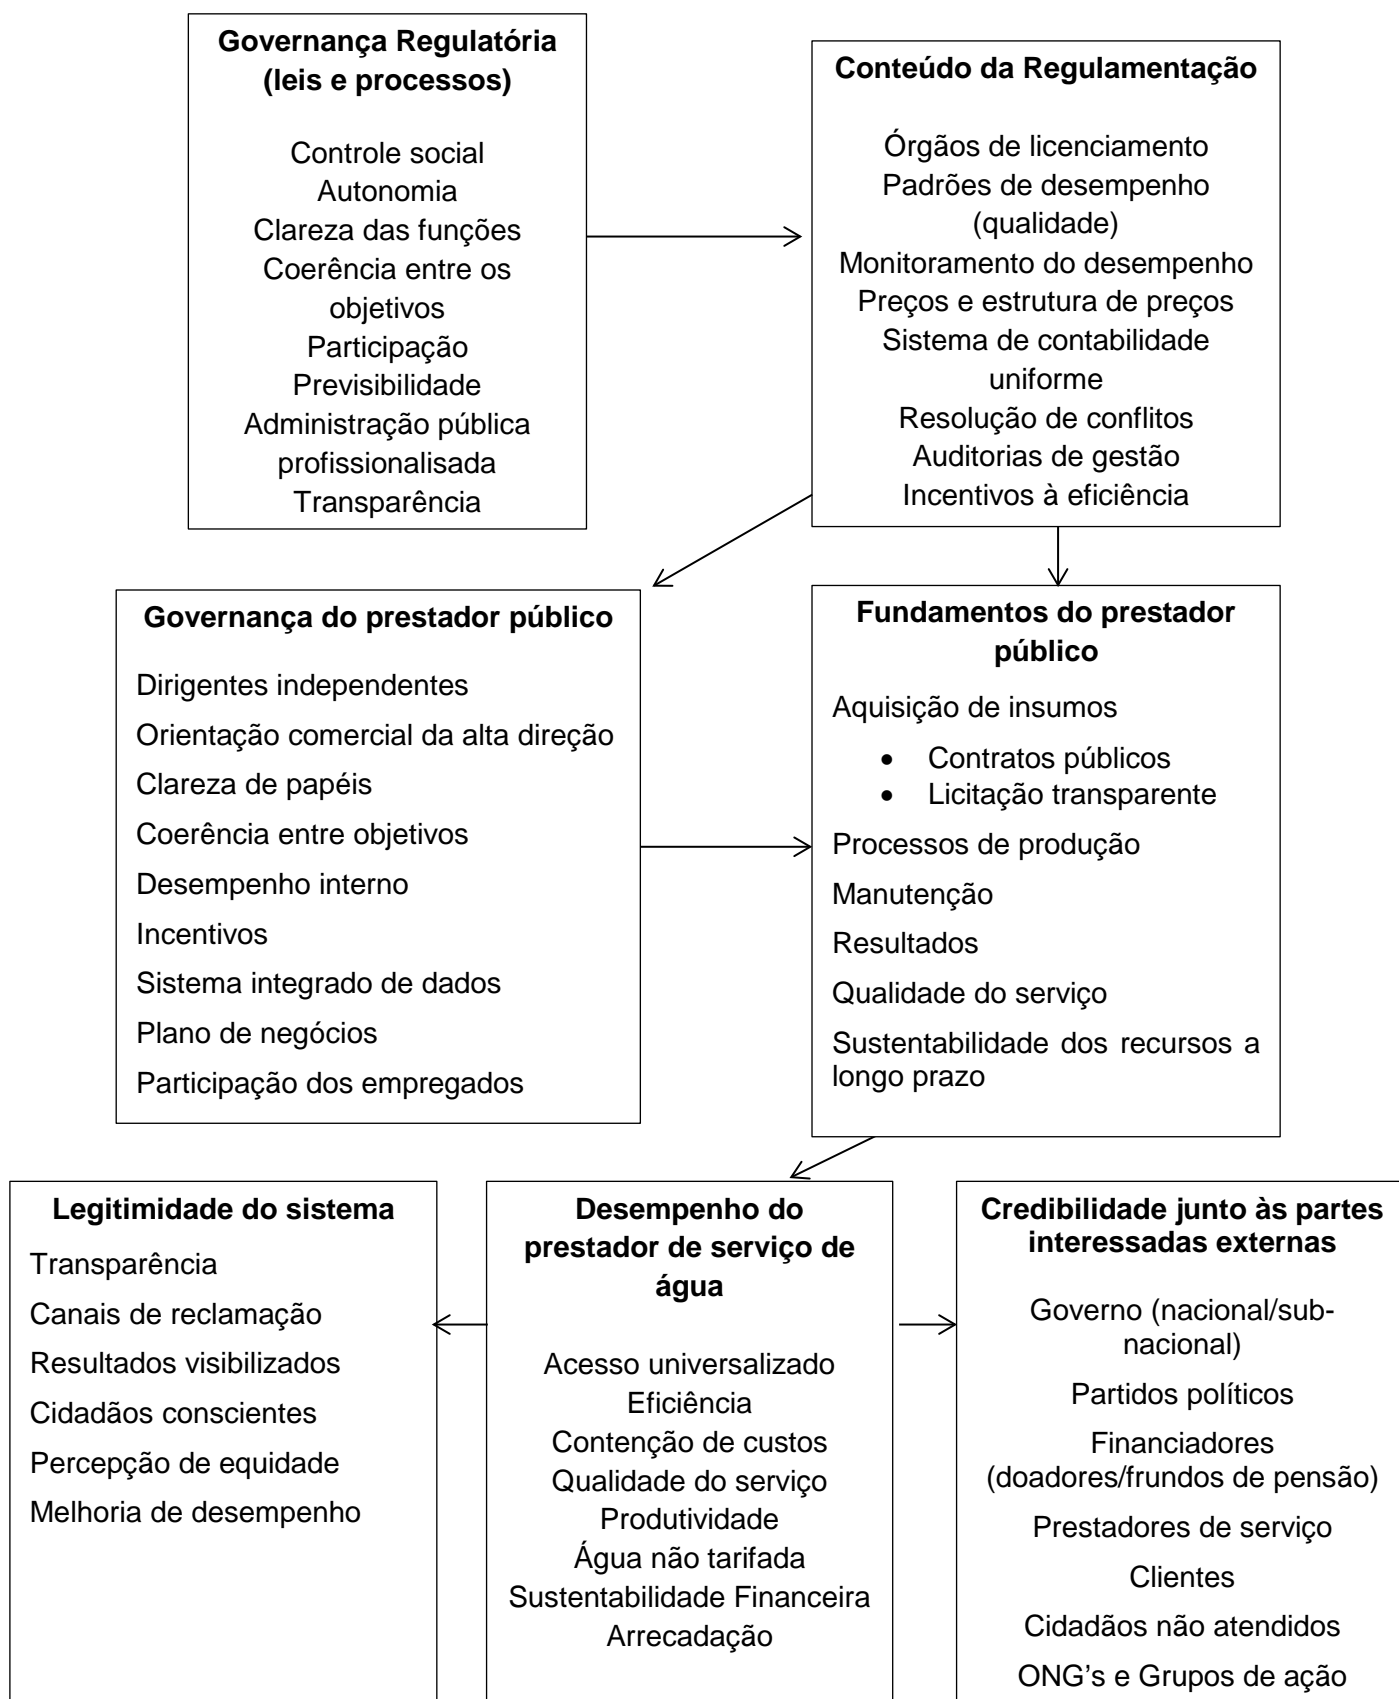 Governança Regulatória
(leis e processos)
Controle social
Autonomia
Clareza das funções
Coerência entre os
objetivos
Participação
Previsibilidade
Administração pública
profissionalisada
Transparência
Conteúdo da Regulamentação
Órgãos de licenciamento
Padrões de desempenho
(qualidade)
Monitoramento do desempenho
Preços e estrutura de preços
Sistema de contabilidade
uniforme
Resolução de conflitos
Auditorias de gestão
Incentivos à eficiência
Governança do prestador público
Dirigentes independentes
Orientação comercial da alta direção
Clareza de papéis
Coerência entre objetivos
Desempenho interno
Incentivos
Sistema integrado de dados
Plano de negócios
Participação dos empregados
Fundamentos do prestador
público
Aquisição de insumos
• Contratos públicos
• Licitação transparente
Processos de produção
Manutenção
Resultados
Qualidade do serviço
Sustentabilidade dos recursos a
longo prazo
Legitimidade do sistema
Transparência
Canais de reclamação
Resultados visibilizados
Cidadãos conscientes
Percepção de equidade
Melhoria de desempenho
Desempenho do
prestador de serviço de
água
Acesso universalizado
Eficiência
Contenção de custos
Qualidade do serviço
Produtividade
Água não tarifada
Sustentabilidade Financeira
Arrecadação
Credibilidade junto às partes
interessadas externas
Governo (nacional/sub-
nacional)
Partidos políticos
Financiadores
(doadores/frundos de pensão)
Prestadores de serviço
Clientes
Cidadãos não atendidos
ONG's e Grupos de ação